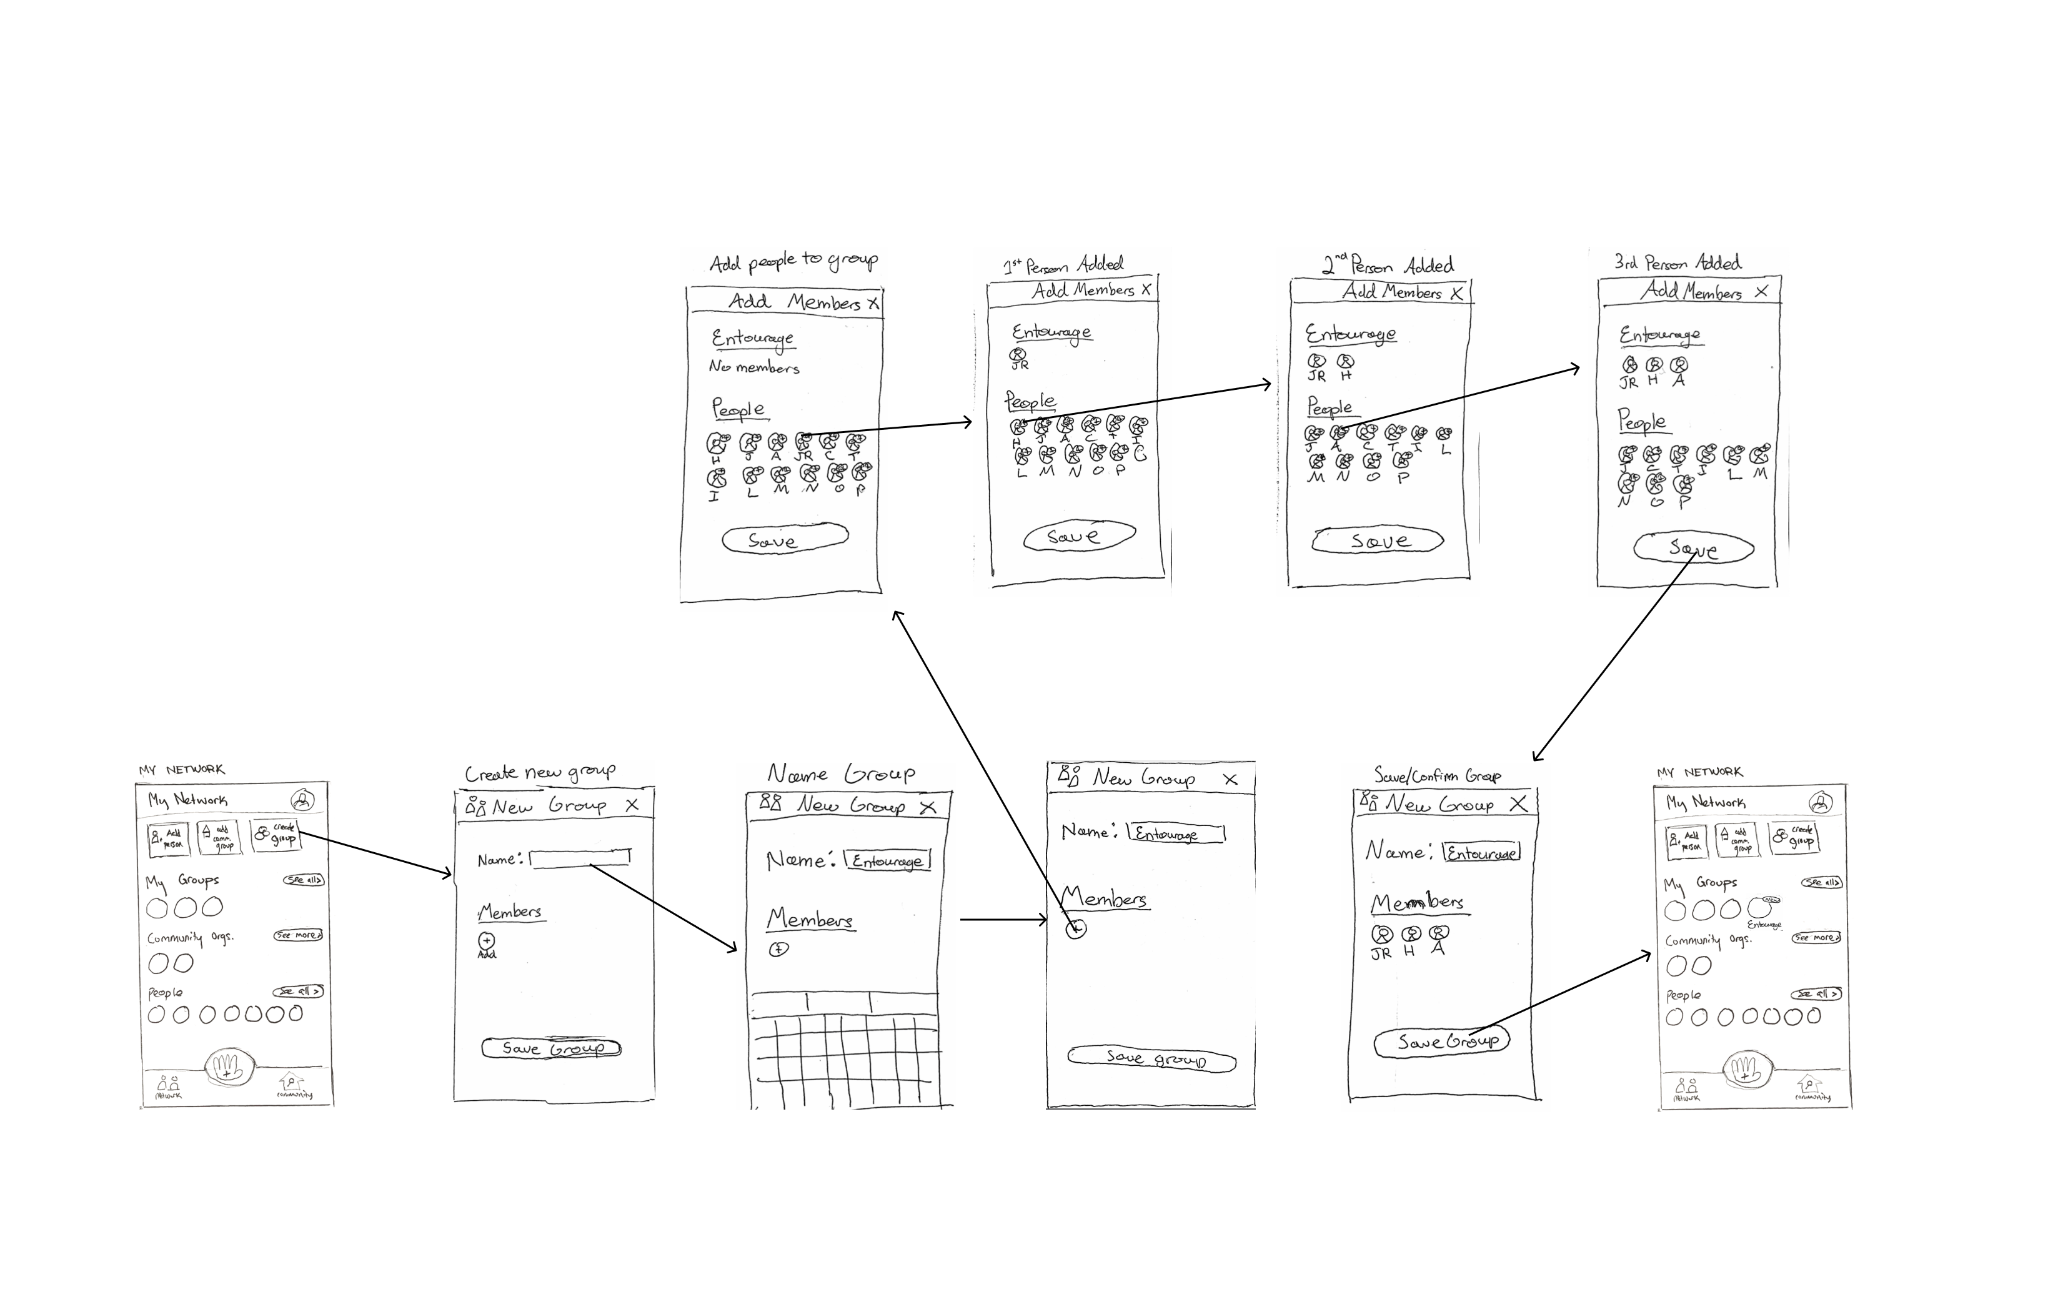 Add people to group
Add Members X
Entourage
No members
People
H J A JR C T
I L M N O P
Save
1st Person Added
Add Members X
Entourage
JR
People
H J A C T I
L M N O P
Save
2nd Person Added
Add Members X
Entourage
JR H
People
J A C T I L
M N O P
Save
3rd Person Added
Add Members X
Entourage
JR H A
People
J C T I L M
N O P
Save
MY NETWORK
My Network
Add person
add comm. group
create group
My Groups
See all >
Community Orgs.
See more >
People
See all >
network
community
Create new group
New Group X
Name:
Members
+
Add
Save Group
Name Group
New Group X
Name: Entourage
Members
+
New Group X
Name: Entourage
Members
Save group
Save/Confirm Group
New Group X
Name: Entourage
Members
JR H A
Save Group
MY NETWORK
My Network
Add person
add comm. group
create group
My Groups
See all >
Entourage
Community Orgs.
See more >
People
See all >
network
community